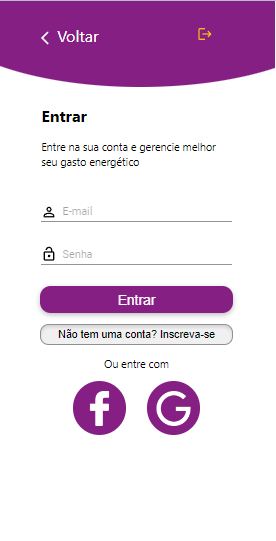 Voltar
Entrar
Entre na sua conta e gerencie melhor
seu gasto energético
E-mail
Senha
Entrar
Não tem uma conta? Inscreva-se
Ou entre com